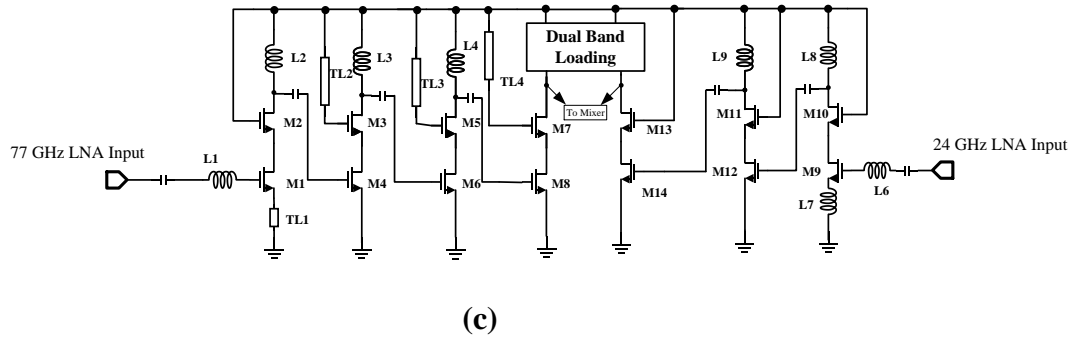 Dual Band
Loading
L2
L3
L4
L9
L8
TL2
TL3
TL4
To Mixer
M2
M3
M5
M7
M13
M11
M10
77 GHz LNA Input
24 GHz LNA Input
L1
M1
M4
M6
M8
M14
M12
M9
L6
TL1
L7
(c)